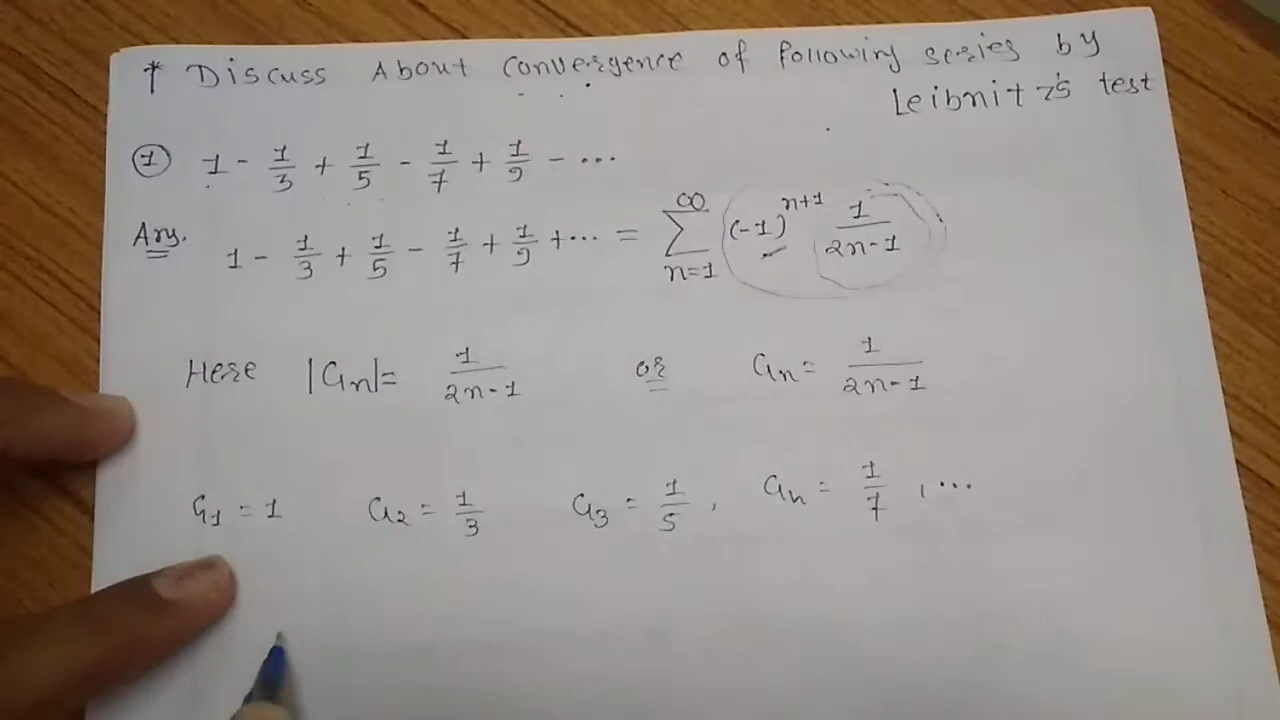 * Discuss About Convergence of following series by
Leibnitz's test
① 1 - 1/3 + 1/5 - 1/7 + 1/9 - ...
Ans. 1 - 1/3 + 1/5 - 1/7 + 1/9 + ... = ∑_{n=1}^{∞} (-1)^{n+1} 1/(2n-1)
Here |an| = 1/(2n-1) or an = 1/(2n-1)
a1 = 1 a2 = 1/3 a3 = 1/5 , an = 1/7 , ...